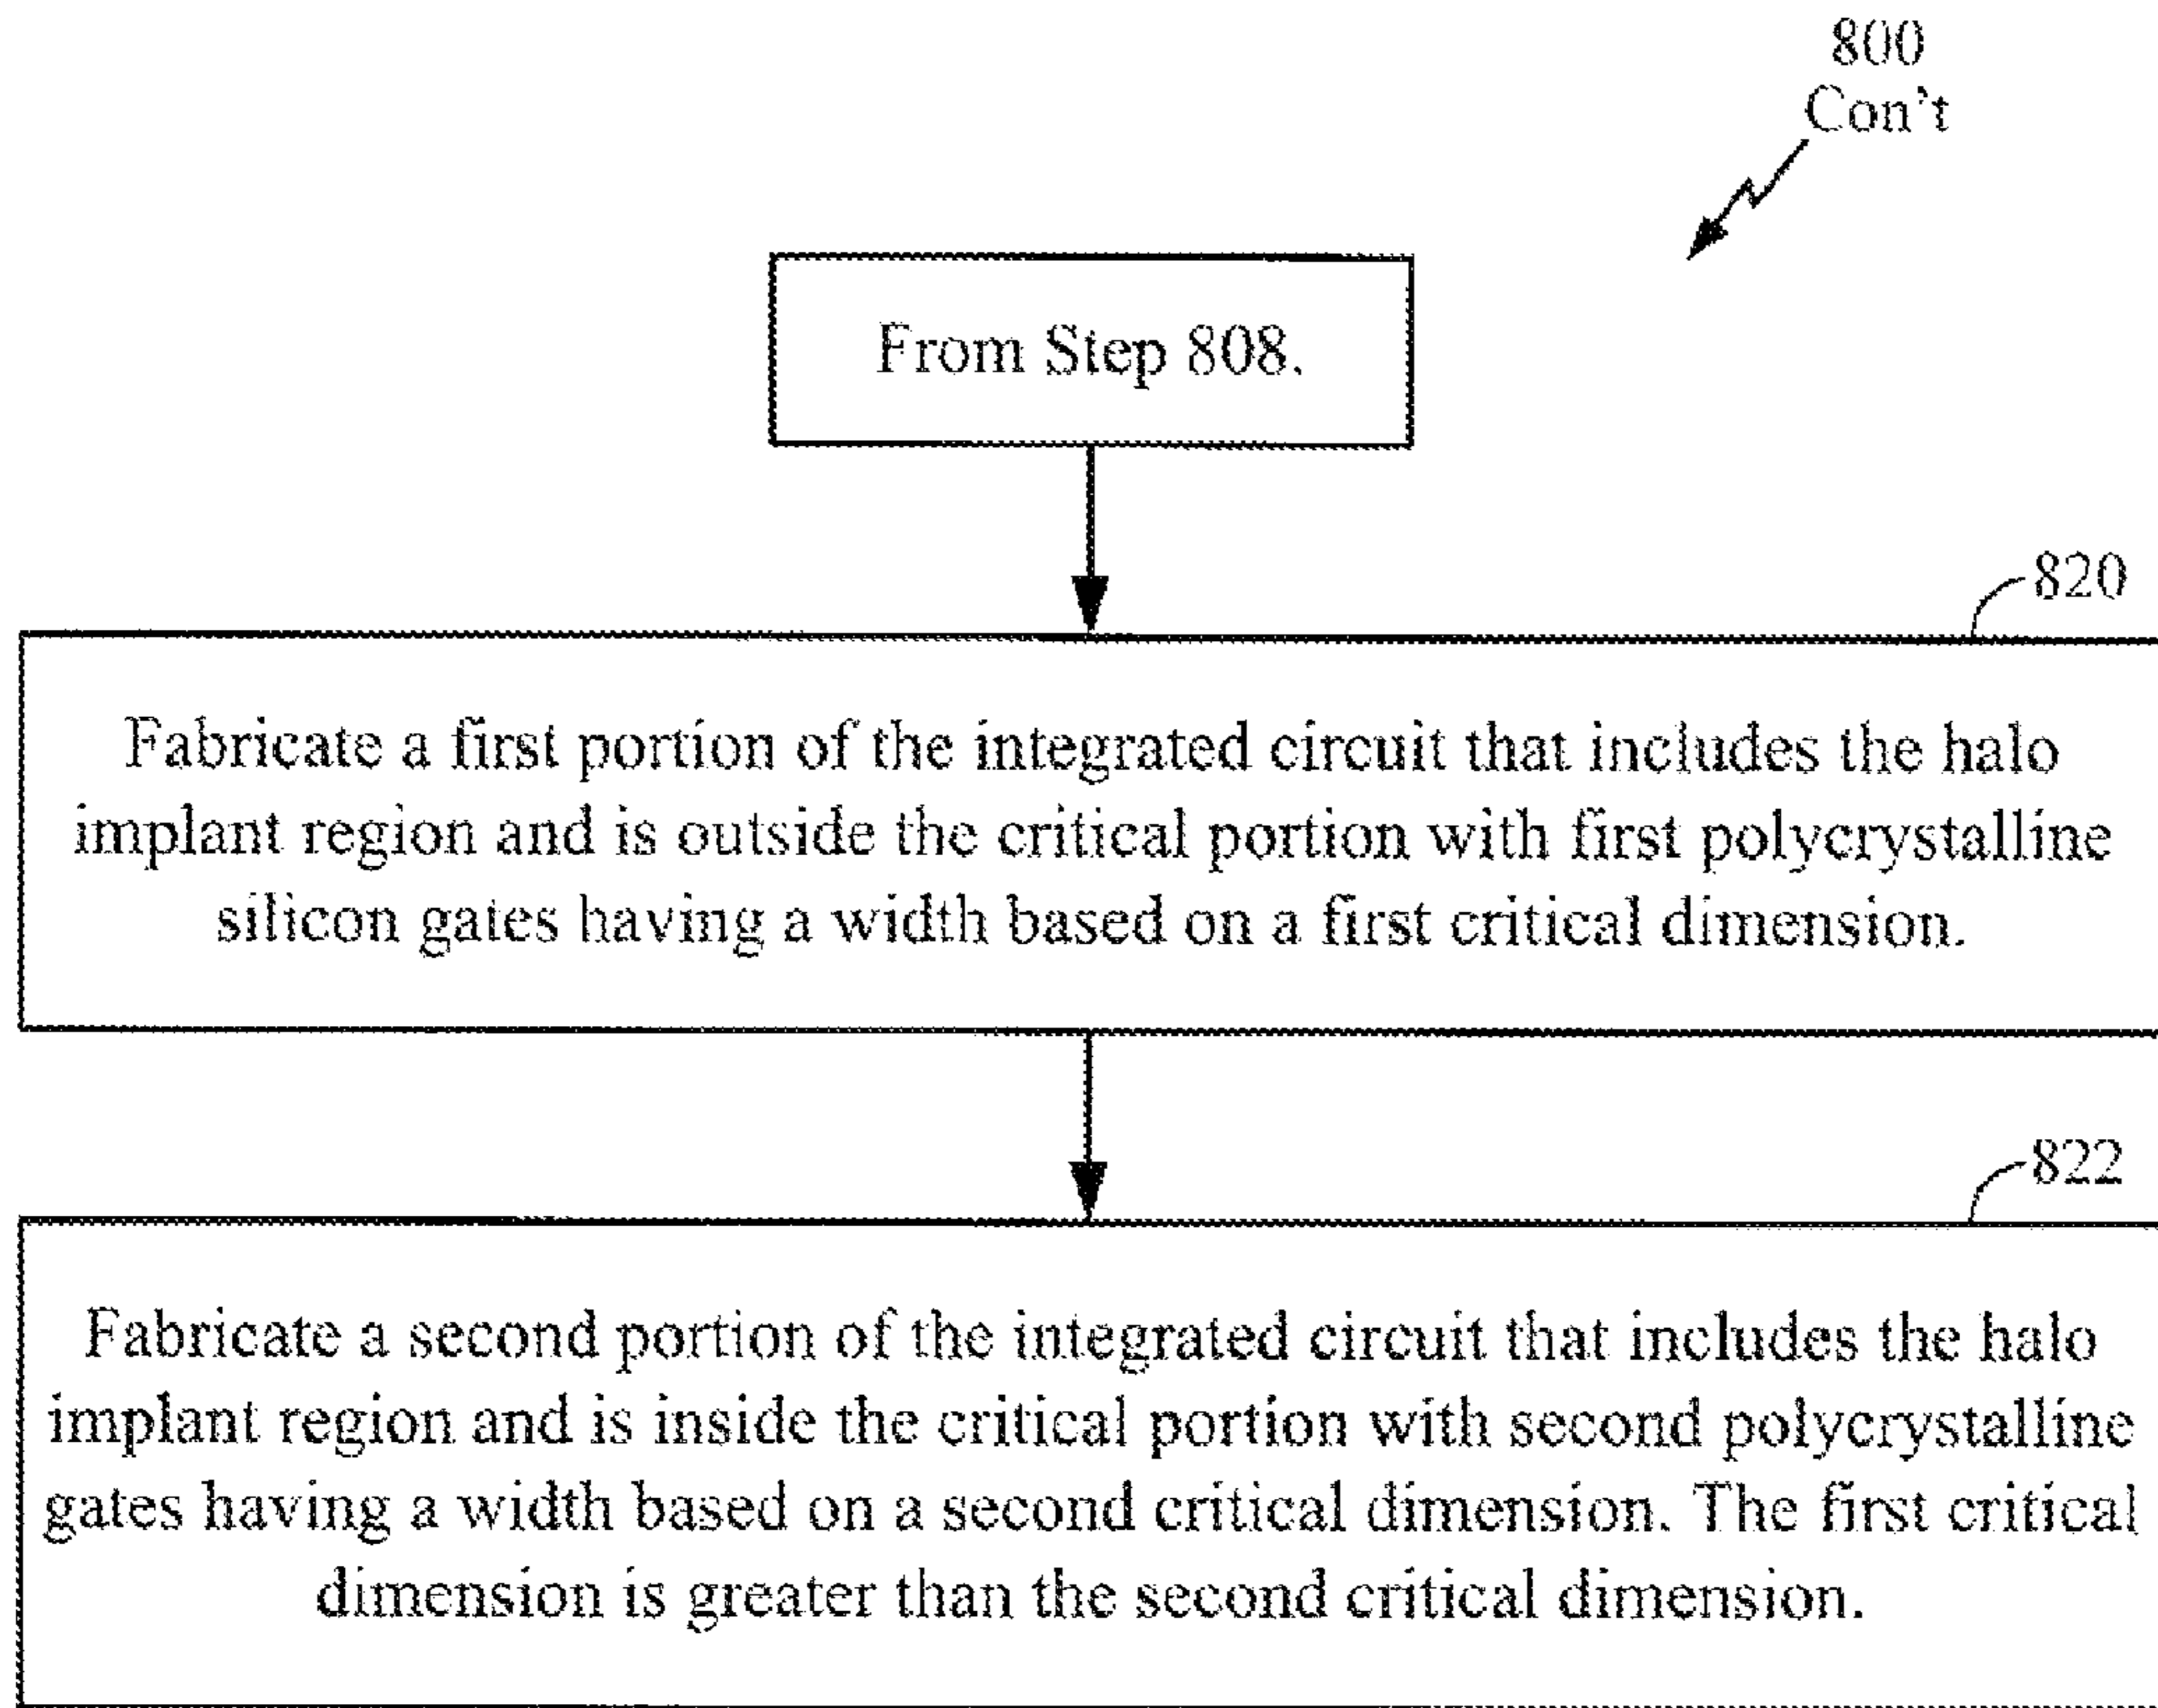 800
Con't
From Step 808.
820
Fabricate a first portion of the integrated circuit that includes the halo
implant region and is outside the critical portion with first polycrystalline
silicon gates having a width based on a first critical dimension.
822
Fabricate a second portion of the integrated circuit that includes the halo
implant region and is inside the critical portion with second polycrystalline
gates having a width based on a second critical dimension. The first critical
dimension is greater than the second critical dimension.